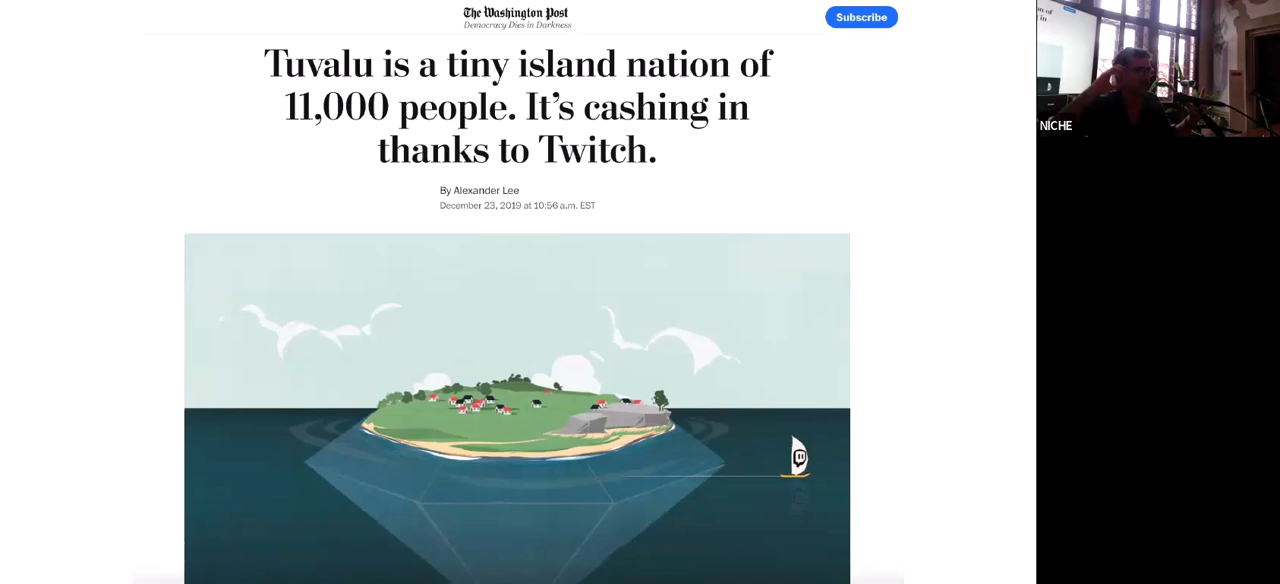 The Washington Post
Democracy Dies in Darkness
Subscribe
Tuvalu is a tiny island nation of
11,000 people. It’s cashing in
thanks to Twitch.
By Alexander Lee
December 23, 2019 at 10:56 a.m. EST
NICHE